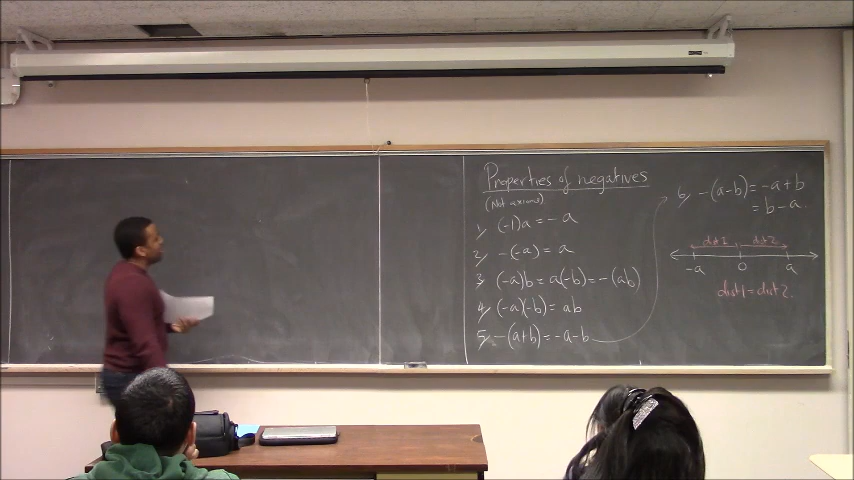 Properties of negatives
(Not axioms)
1, (-1)a = -a
2, -(-a) = a
3, (-a)b = a(-b) = -(ab)
4, (-a)(-b) = ab
5, -(a+b) = -a-b
6, -(a-b) = -a+b
= b-a.
dist 1 dist 2
-a 0 a
dist 1 = dist 2.